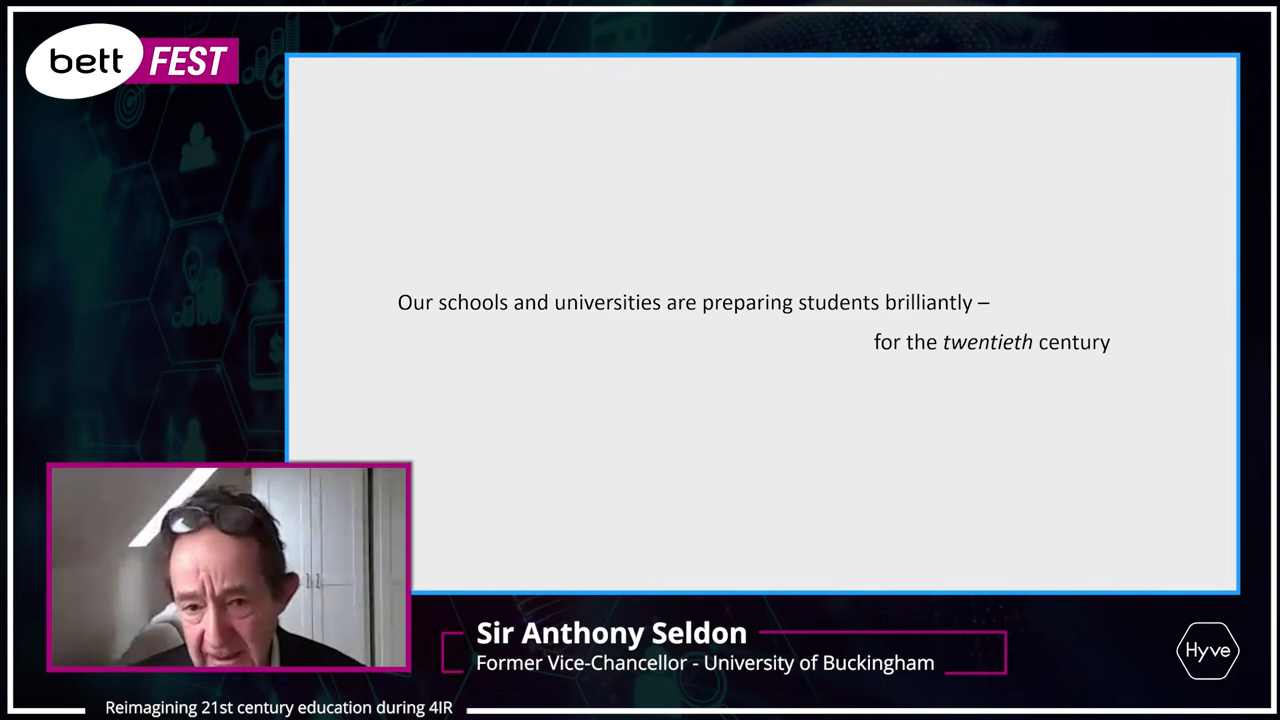 bett FEST
Our schools and universities are preparing students brilliantly –
for the twentieth century
Sir Anthony Seldon
Former Vice-Chancellor - University of Buckingham
Hyve
Reimagining 21st century education during 4IR